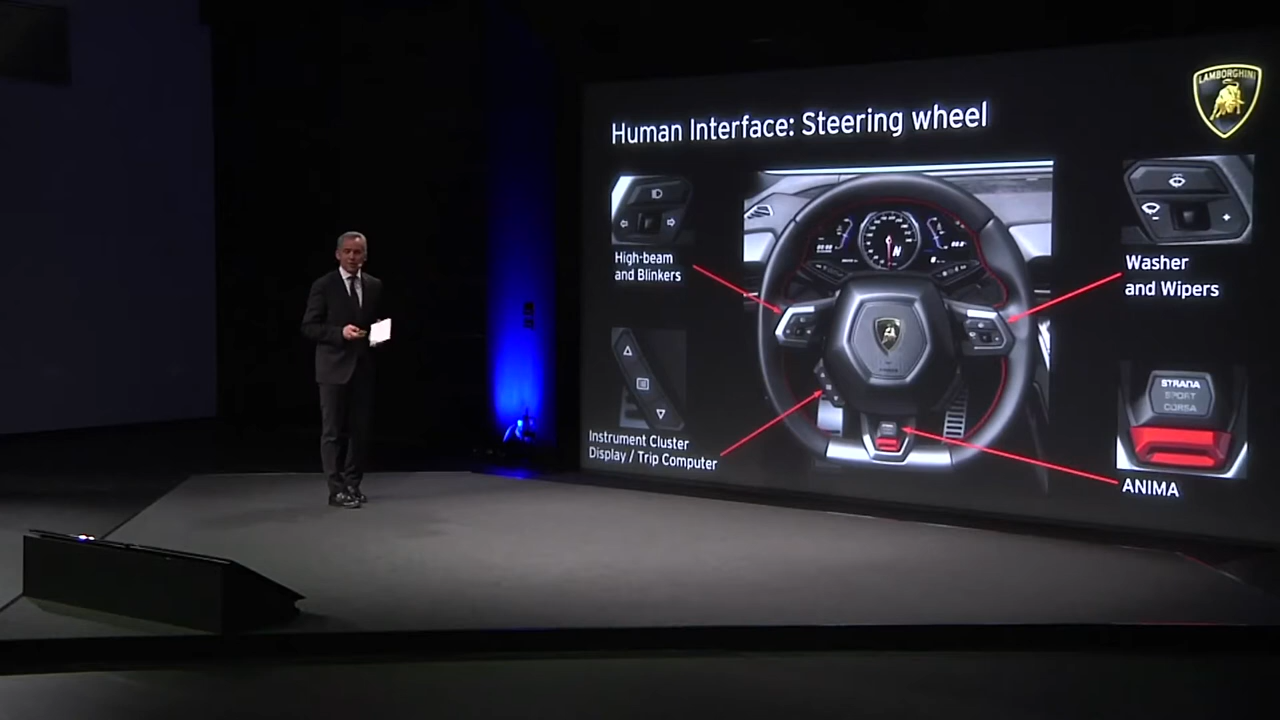 LAMBORGHINI
Human Interface: Steering wheel
High-beam
and Blinkers
Washer
and Wipers
Instrument Cluster
Display / Trip Computer
STRADA
SPORT
CORSA
ANIMA